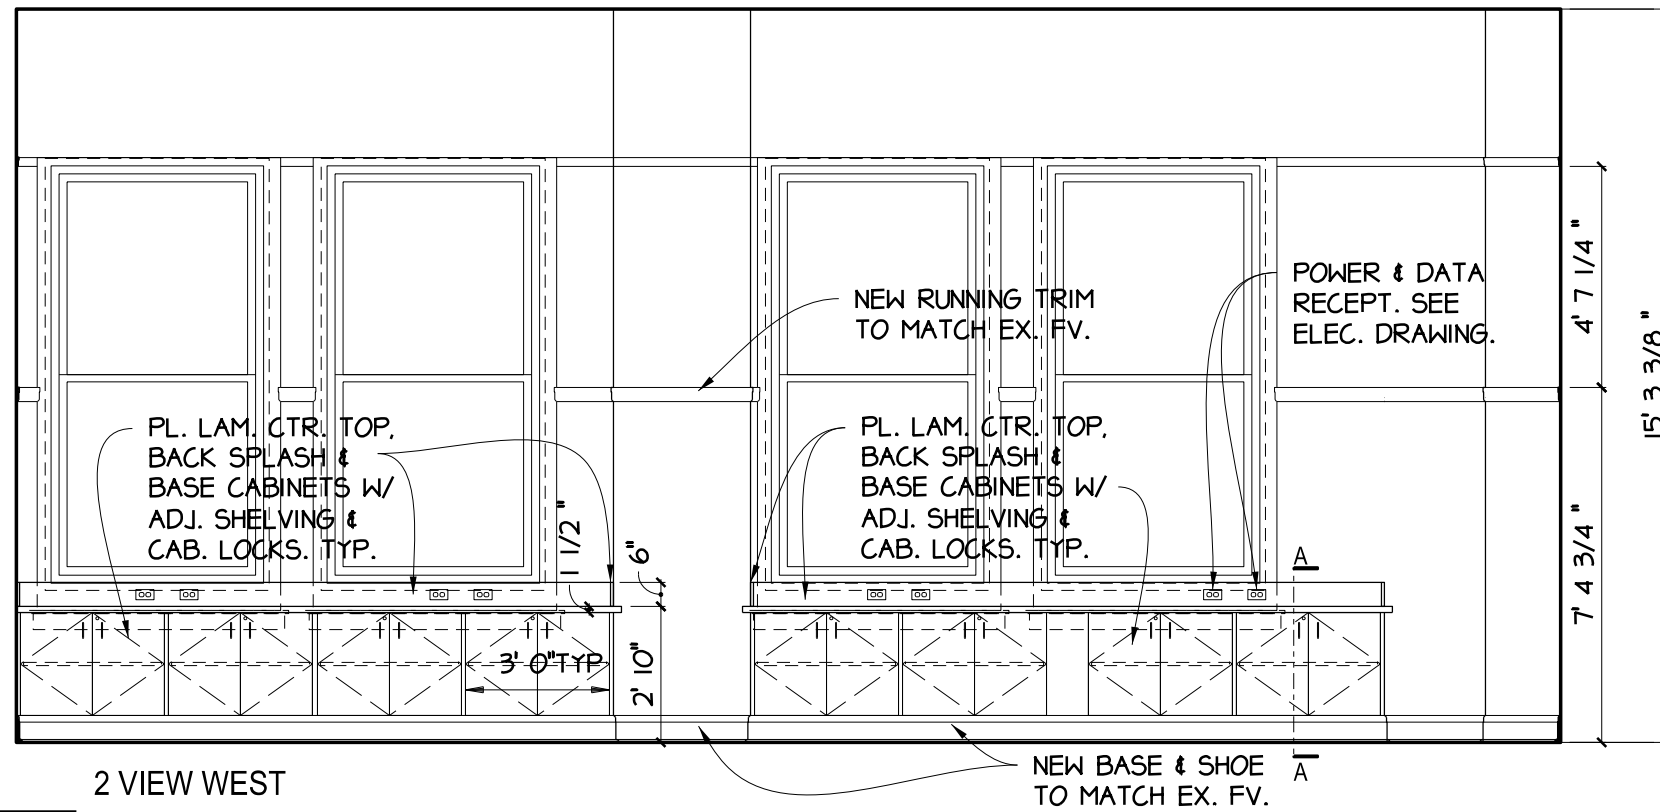 NEW RUNNING TRIM
TO MATCH EX. FV.
POWER & DATA
RECEPT. SEE
ELEC. DRAWING.
4' 7 1/4 "
15' 3 3/8 "
7' 4 3/4 "
PL. LAM. CTR. TOP,
BACK SPLASH &
BASE CABINETS W/
ADJ. SHELVING &
CAB. LOCKS. TYP.
1 1/2 "
6"
PL. LAM. CTR. TOP,
BACK SPLASH &
BASE CABINETS W/
ADJ. SHELVING &
CAB. LOCKS. TYP.
A
3' 0"TYP
2' 10"
A
NEW BASE & SHOE
TO MATCH EX. FV.
2 VIEW WEST